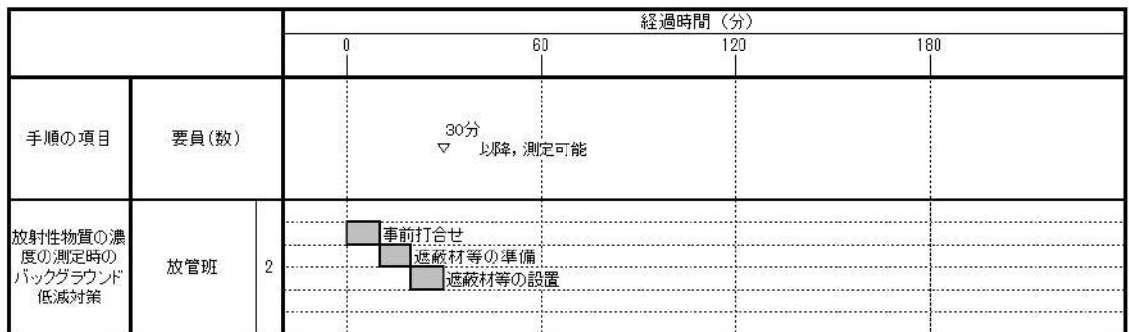 経過時間（分）
0 60 120 180
手順の項目
要員(数)
30分
▽ 以降，測定可能
放射性物質の濃
度の測定時の
バックグラウンド
低減対策
放管班
2
事前打合せ
遮蔽材等の準備
遮蔽材等の設置